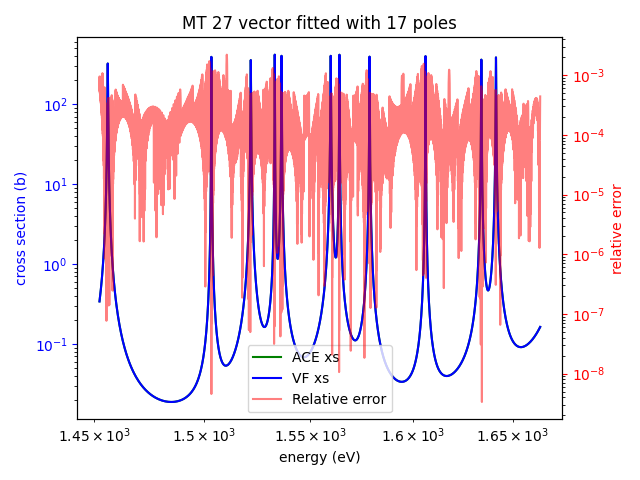 MT 27 vector fitted with 17 poles
10²
10¹
10⁰
10⁻¹
cross section (b)
10⁻³
10⁻⁴
10⁻⁵
10⁻⁶
10⁻⁷
10⁻⁸
relative error
ACE xs
VF xs
Relative error
1.45×10³ 1.5×10³ 1.55×10³ 1.6×10³ 1.65×10³
energy (eV)